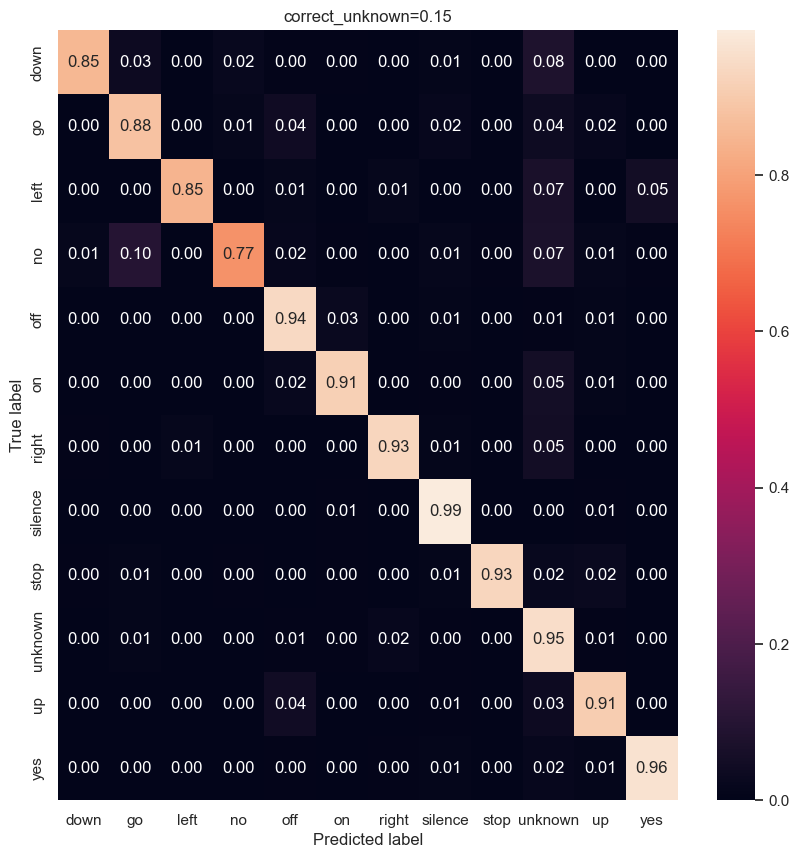 correct_unknown=0.15
down 0.85 0.03 0.00 0.02 0.00 0.00 0.00 0.01 0.00 0.08 0.00 0.00
go 0.00 0.88 0.00 0.01 0.04 0.00 0.00 0.02 0.00 0.04 0.02 0.00
left 0.00 0.00 0.85 0.00 0.01 0.00 0.01 0.00 0.00 0.07 0.00 0.05
no 0.01 0.10 0.00 0.77 0.02 0.00 0.00 0.01 0.00 0.07 0.01 0.00
off 0.00 0.00 0.00 0.00 0.94 0.03 0.00 0.01 0.00 0.01 0.01 0.00
on 0.00 0.00 0.00 0.00 0.02 0.91 0.00 0.00 0.00 0.05 0.01 0.00
right 0.00 0.00 0.01 0.00 0.00 0.00 0.93 0.01 0.00 0.05 0.00 0.00
silence 0.00 0.00 0.00 0.00 0.00 0.01 0.00 0.99 0.00 0.00 0.01 0.00
stop 0.00 0.01 0.00 0.00 0.00 0.00 0.00 0.01 0.93 0.02 0.02 0.00
unknown 0.00 0.01 0.00 0.00 0.01 0.00 0.02 0.00 0.00 0.95 0.01 0.00
up 0.00 0.00 0.00 0.00 0.04 0.00 0.00 0.01 0.00 0.03 0.91 0.00
yes 0.00 0.00 0.00 0.00 0.00 0.00 0.00 0.01 0.00 0.02 0.01 0.96
True label
down go left no off on right silence stop unknown up yes
Predicted label
0.8
0.6
0.4
0.2
0.0